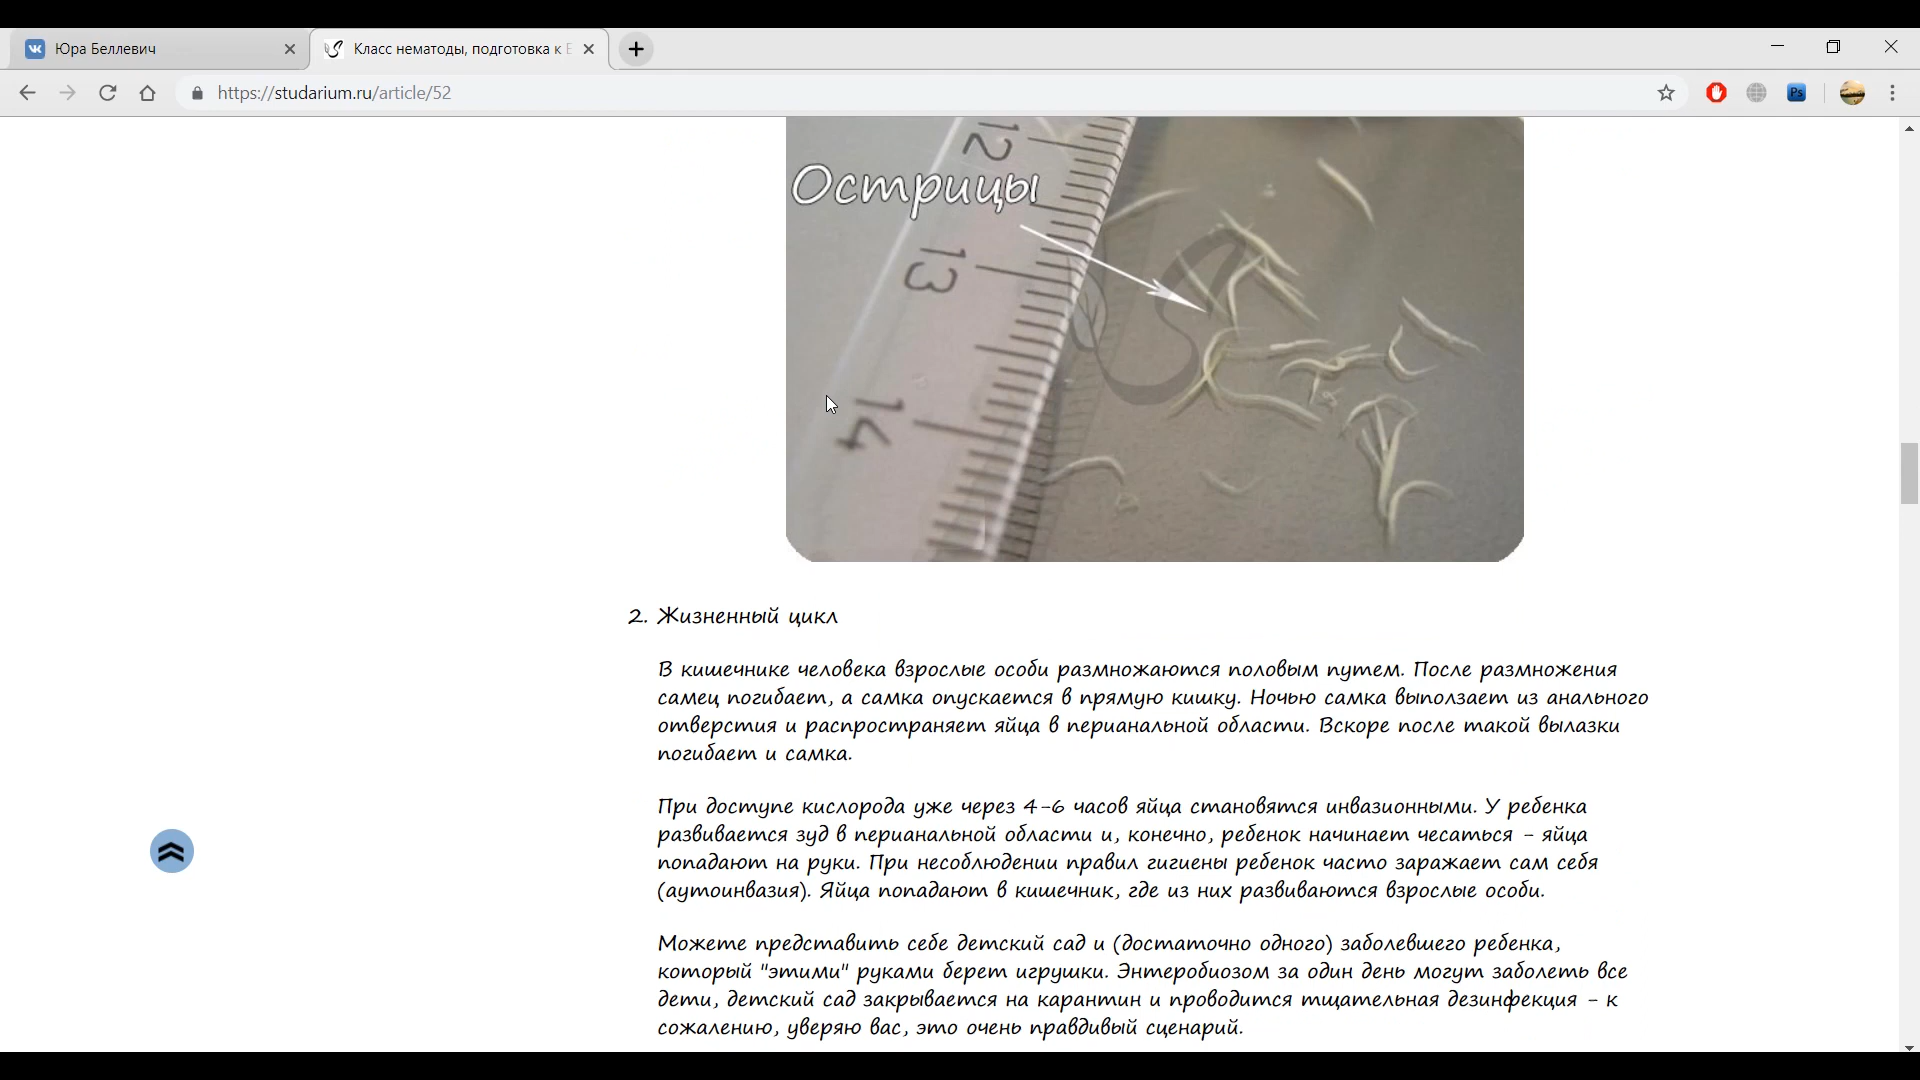 Юра Беллевич
Класс нематоды, подготовка к Е
https://studarium.ru/article/52
Ps
12
Острицы
13
14
2. Жизненный цикл
В кишечнике человека взрослые особи размножаются половым путем. После размножения
самец погибает, а самка опускается в прямую кишку. Ночью самка выползает из анального
отверстия и распространяет яйца в перианальной области. Вскоре после такой вылазки
погибает и самка.
При доступе кислорода уже через 4-6 часов яйца становятся инвазионными. У ребенка
развивается зуд в перианальной области и, конечно, ребенок начинает чесаться - яйца
попадают на руки. При несоблюдении правил гигиены ребенок часто заражает сам себя
(аутоинвазия). Яйца попадают в кишечник, где из них развиваются взрослые особи.
Можете представить себе детский сад и (достаточно одного) заболевшего ребенка,
который "этими" руками берет игрушки. Энтеробиозом за один день могут заболеть все
дети, детский сад закрывается на карантин и проводится тщательная дезинфекция - к
сожалению, уверяю вас, это очень правдивый сценарий.